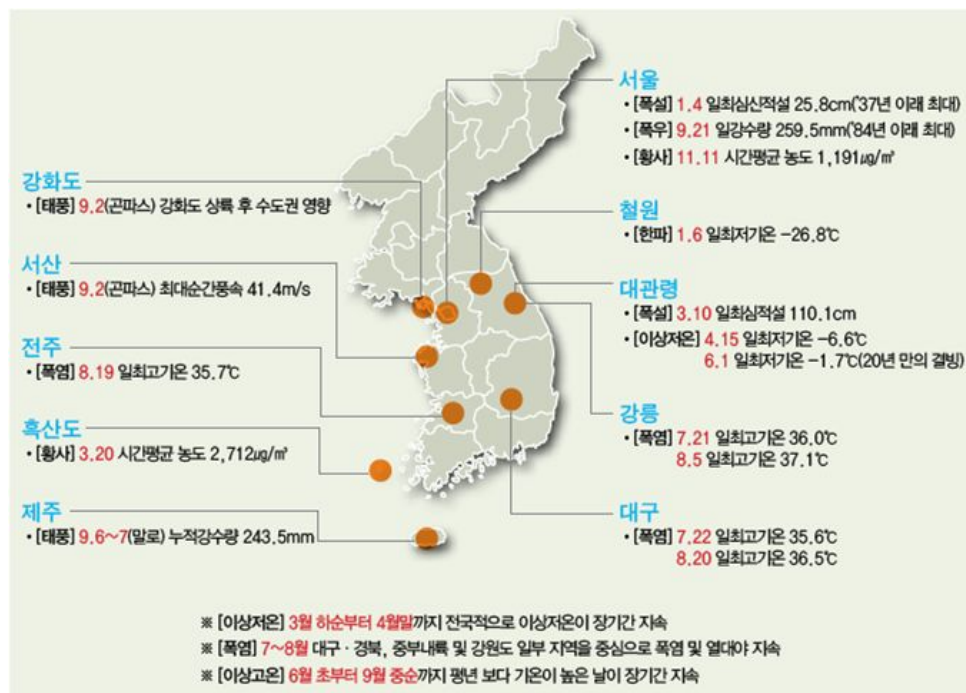 서울
• [폭설] 1.4 일최심신적설 25.8cm('37년 이래 최대)
• [폭우] 9.21 일강수량 259.5mm('84년 이래 최대)
• [황사] 11.11 시간평균 농도 1,191㎍/㎥
강화도
• [태풍] 9.2(곤파스) 강화도 상륙 후 수도권 영향
철원
• [한파] 1.6 일최저기온 -26.8℃
서산
• [태풍] 9.2(곤파스) 최대순간풍속 41.4m/s
대관령
• [폭설] 3.10 일최심적설 110.1cm
• [이상저온] 4.15 일최저기온 -6.6℃
6.1 일최저기온 -1.7℃(20년 만의 결빙)
전주
• [폭염] 8.19 일최고기온 35.7℃
강릉
• [폭염] 7.21 일최고기온 36.0℃
8.5 일최고기온 37.1℃
흑산도
• [황사] 3.20 시간평균 농도 2,712㎍/㎥
제주
• [태풍] 9.6~7(말로) 누적강수량 243.5mm
대구
• [폭염] 7.22 일최고기온 35.6℃
8.20 일최고기온 36.5℃
※ [이상저온] 3월 하순부터 4월말까지 전국적으로 이상저온이 장기간 지속
※ [폭염] 7~8월 대구·경북, 중부내륙 및 강원도 일부 지역을 중심으로 폭염 및 열대야 지속
※ [이상고온] 6월 초부터 9월 중순까지 평년 보다 기온이 높은 날이 장기간 지속